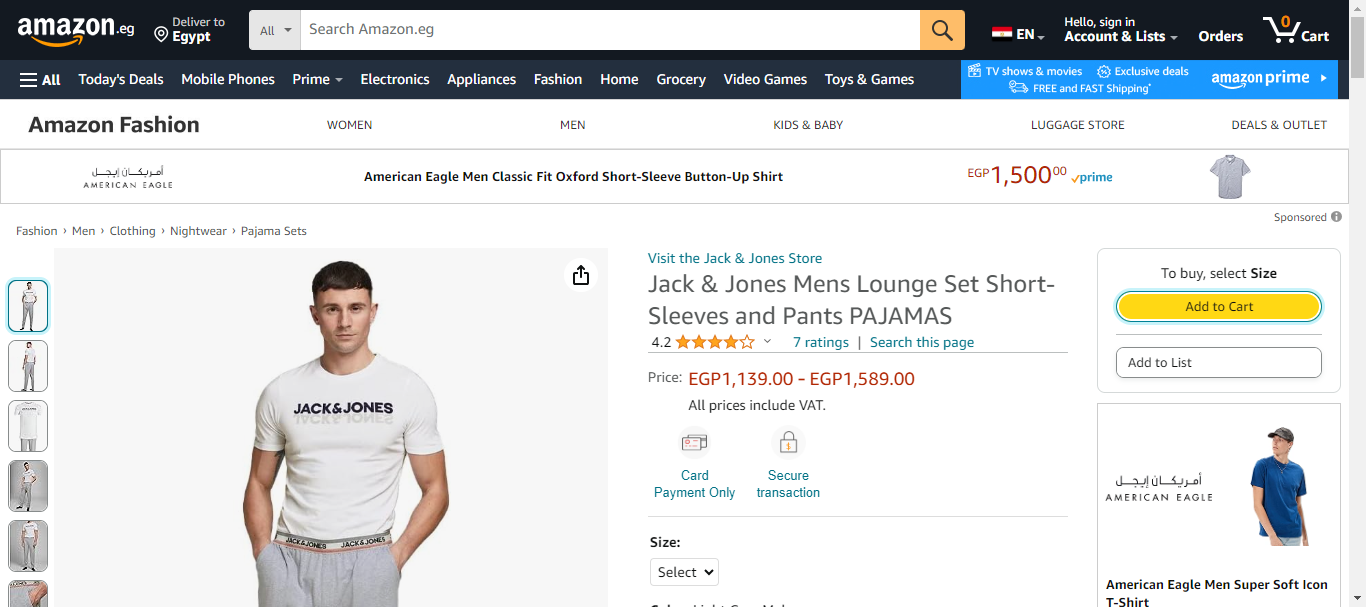 amazon.eg
Deliver to
Egypt
All
Search Amazon.eg
EN
Hello, sign in
Account & Lists
Orders
0
Cart
All
Today's Deals
Mobile Phones
Prime
Electronics
Appliances
Fashion
Home
Grocery
Video Games
Toys & Games
TV shows & movies
Exclusive deals
FREE and FAST Shipping*
amazon prime
Amazon Fashion
WOMEN
MEN
KIDS & BABY
LUGGAGE STORE
DEALS & OUTLET
أمريكان إيجل
AMERICAN EAGLE
American Eagle Men Classic Fit Oxford Short-Sleeve Button-Up Shirt
EGP1,50000
prime
Sponsored
Fashion › Men › Clothing › Nightwear › Pajama Sets
JACK&JONES
JACK&JONES
JACK&JONES JACK&JONES
Visit the Jack & Jones Store
Jack & Jones Mens Lounge Set Short-
Sleeves and Pants PAJAMAS
4.2
7 ratings | Search this page
Price: EGP1,139.00 - EGP1,589.00
All prices include VAT.
Card
Payment Only
Secure
transaction
Size:
Select
To buy, select Size
Add to Cart
Add to List
أمريكان إيجل
AMERICAN EAGLE
American Eagle Men Super Soft Icon
T-Shirt